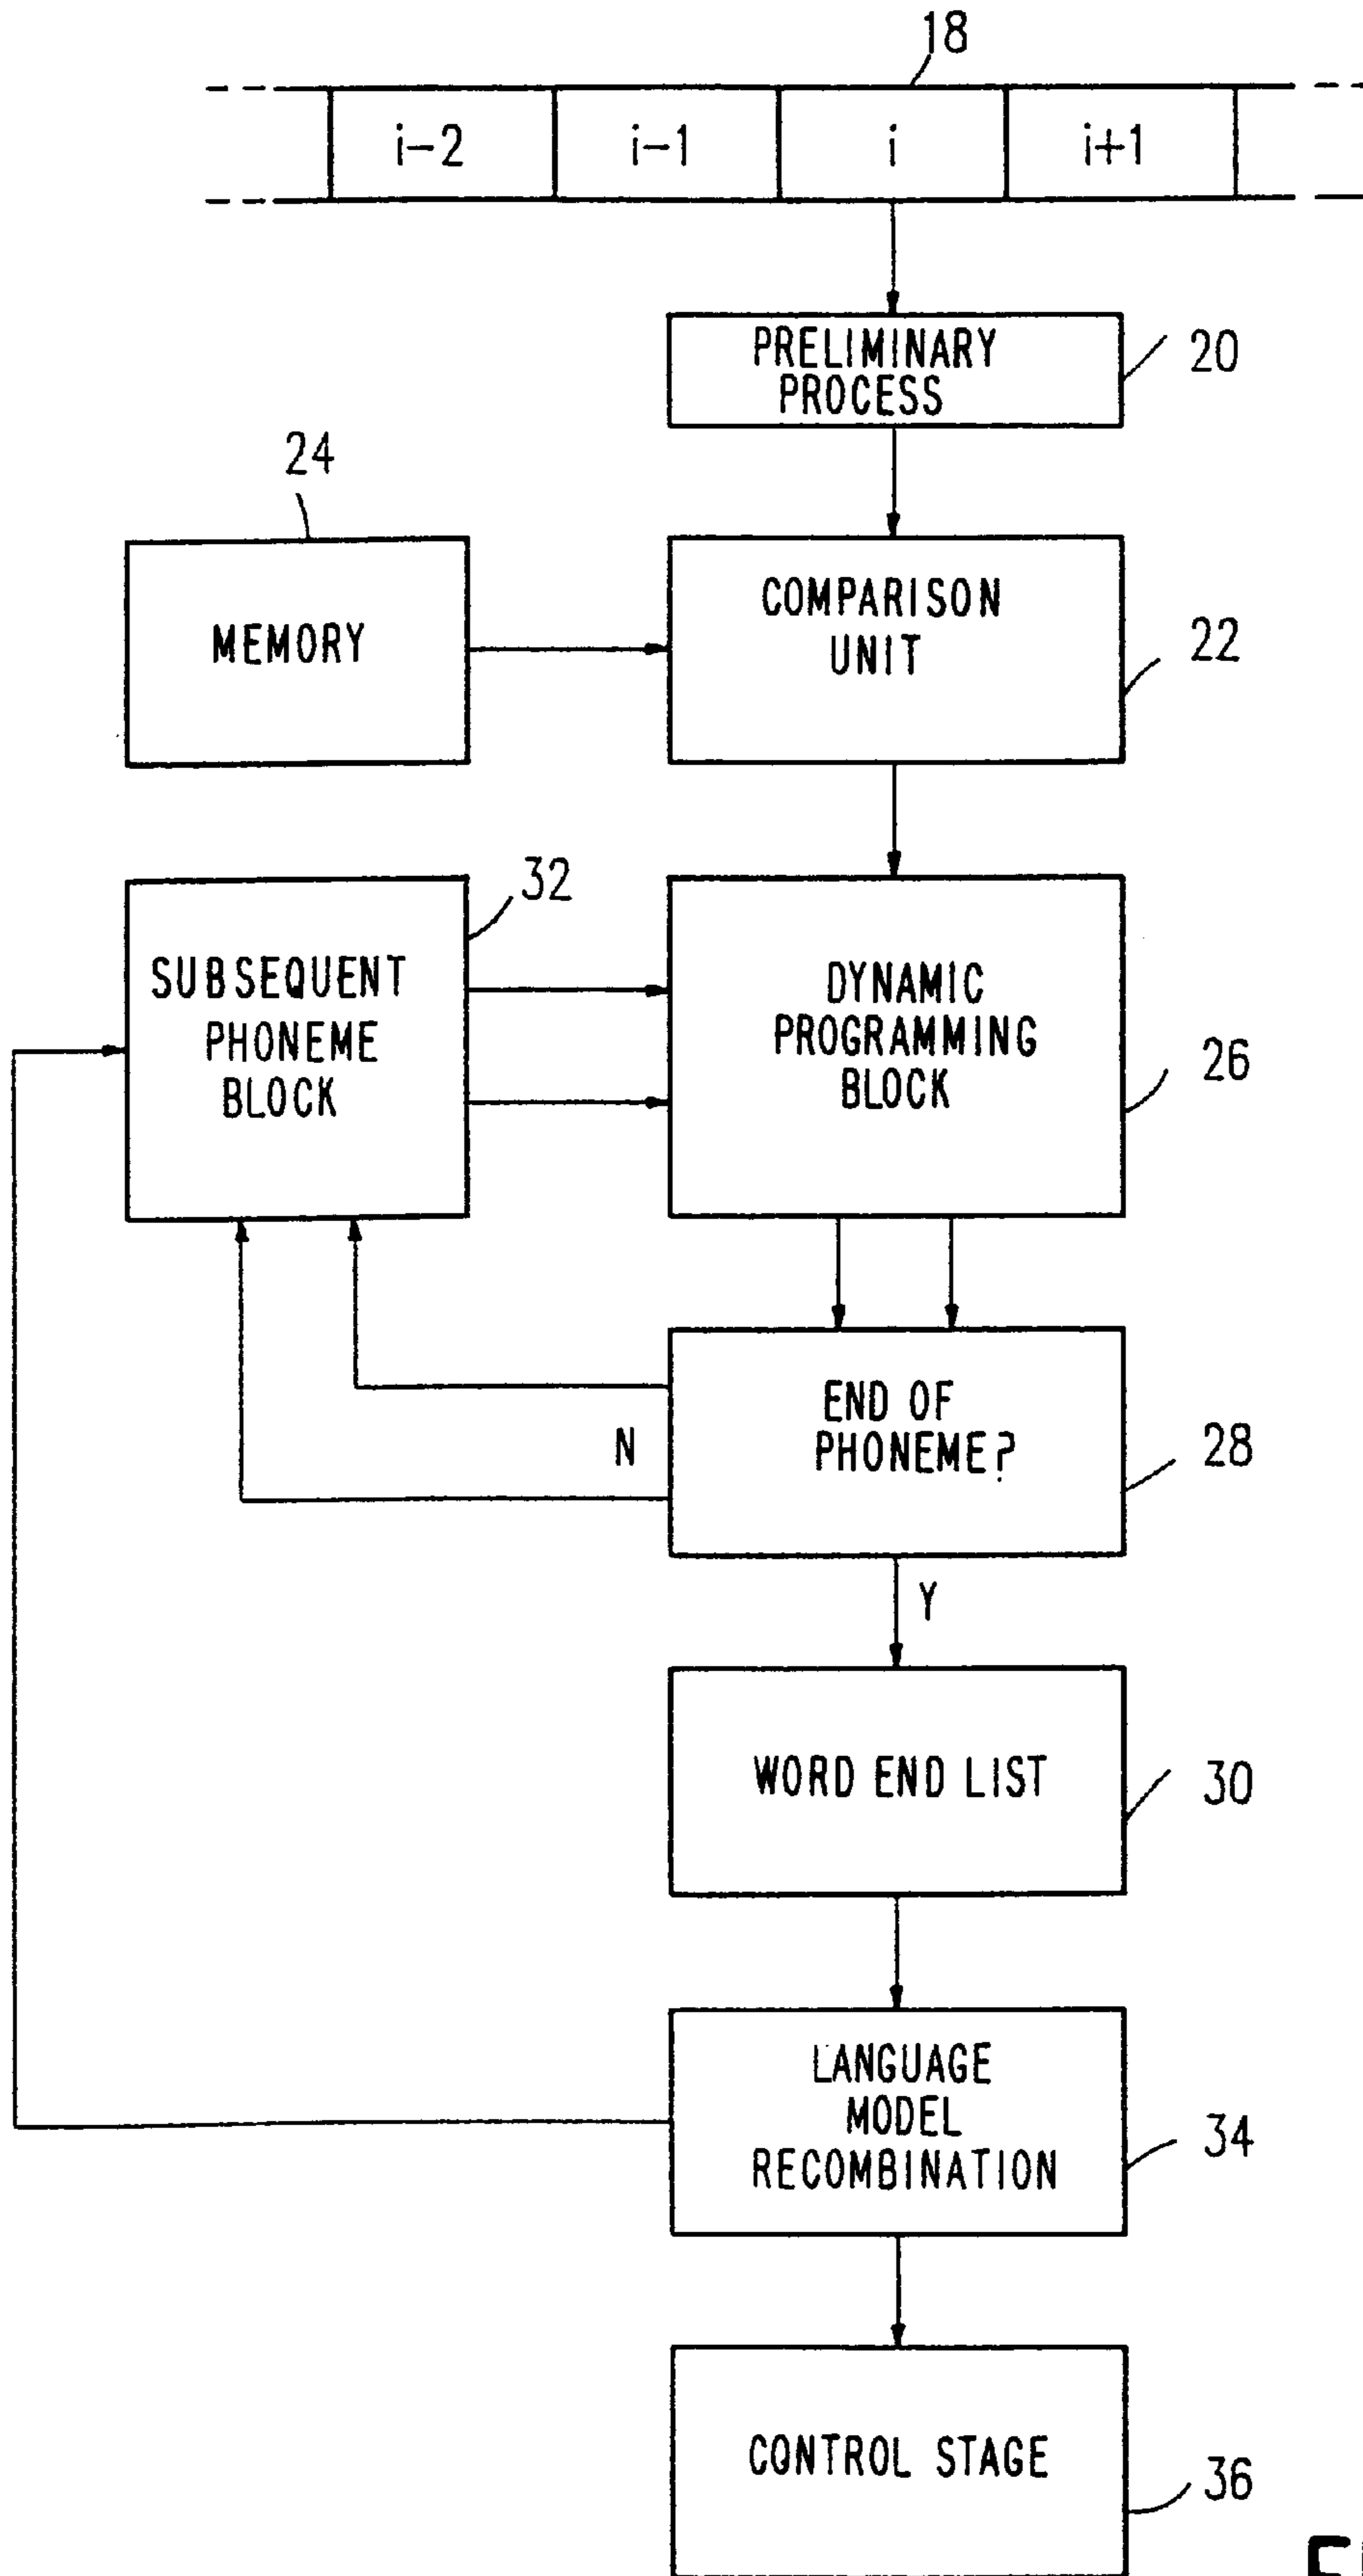 18
i-2 i-1 i i+1
PRELIMINARY
PROCESS
20
24
MEMORY
COMPARISON
UNIT
22
32
SUBSEQUENT
PHONEME
BLOCK
DYNAMIC
PROGRAMMING
BLOCK
26
END OF
PHONEME?
N
28
Y
WORD END LIST
30
LANGUAGE
MODEL
RECOMBINATION
34
CONTROL STAGE
36